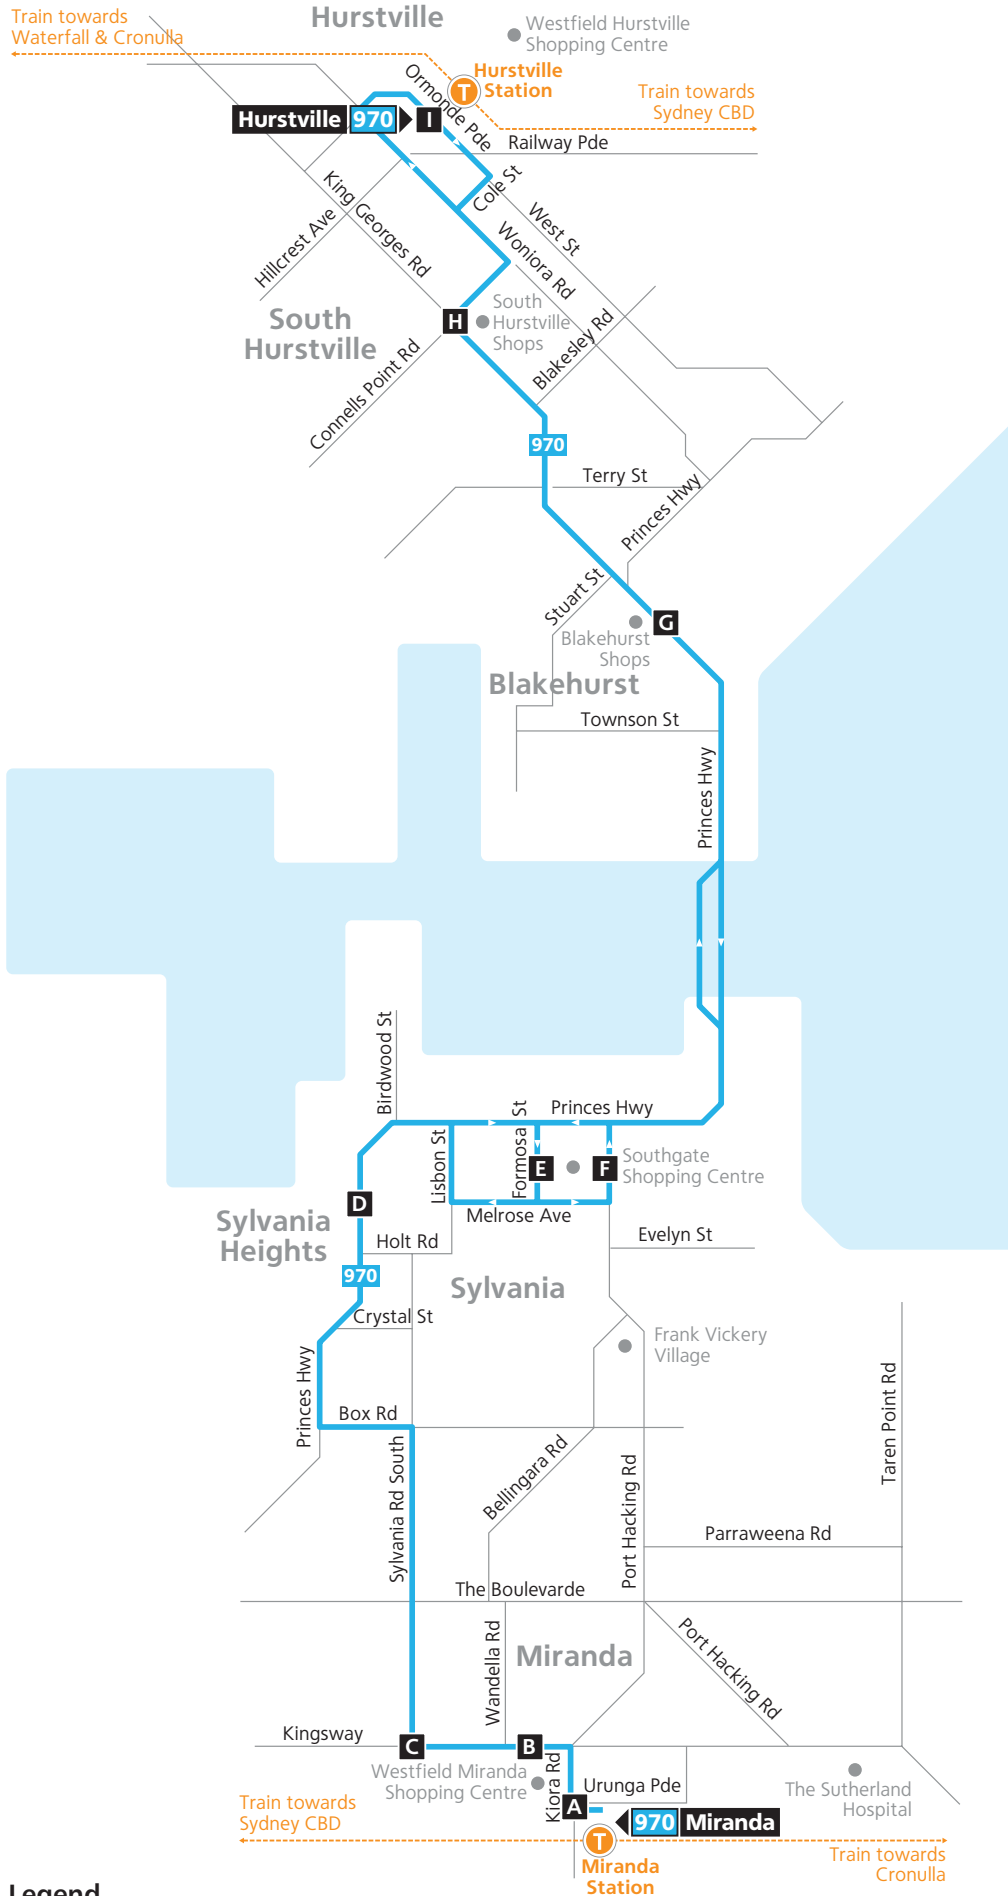 Train towards
Waterfall & Cronulla
Hurstville
Westfield Hurstville
Shopping Centre
Hurstville
Station
T
Train towards
Sydney CBD
Hurstville 970 I
Ormonde Pde
Railway Pde
Cole St
King Georges Rd
Hillcrest Ave
West St
Woniora Rd
South
Hurstville
H
South
Hurstville
Shops
Blakesley Rd
Connells Point Rd
970
Terry St
Princes Hwy
Stuart St
G
Blakehurst
Shops
Blakehurst
Townson St
Princes Hwy
Birdwood St
Princes Hwy
Lisbon St
Formosa St
E
F
Southgate
Shopping Centre
D
Melrose Ave
Sylvania
Heights
Holt Rd
Evelyn St
970
Sylvania
Crystal St
Frank Vickery
Village
Princes Hwy
Box Rd
Taren Point Rd
Sylvania Rd South
Bellingara Rd
Port Hacking Rd
Parraweena Rd
The Boulevarde
Wandella Rd
Miranda
Port Hacking Rd
Kingsway
C
B
Westfield Miranda
Shopping Centre
Kiora Rd
Urunga Pde
The Sutherland
Hospital
A
Train towards
Sydney CBD
970 Miranda
T
Miranda
Station
Train towards
Cronulla
Legend